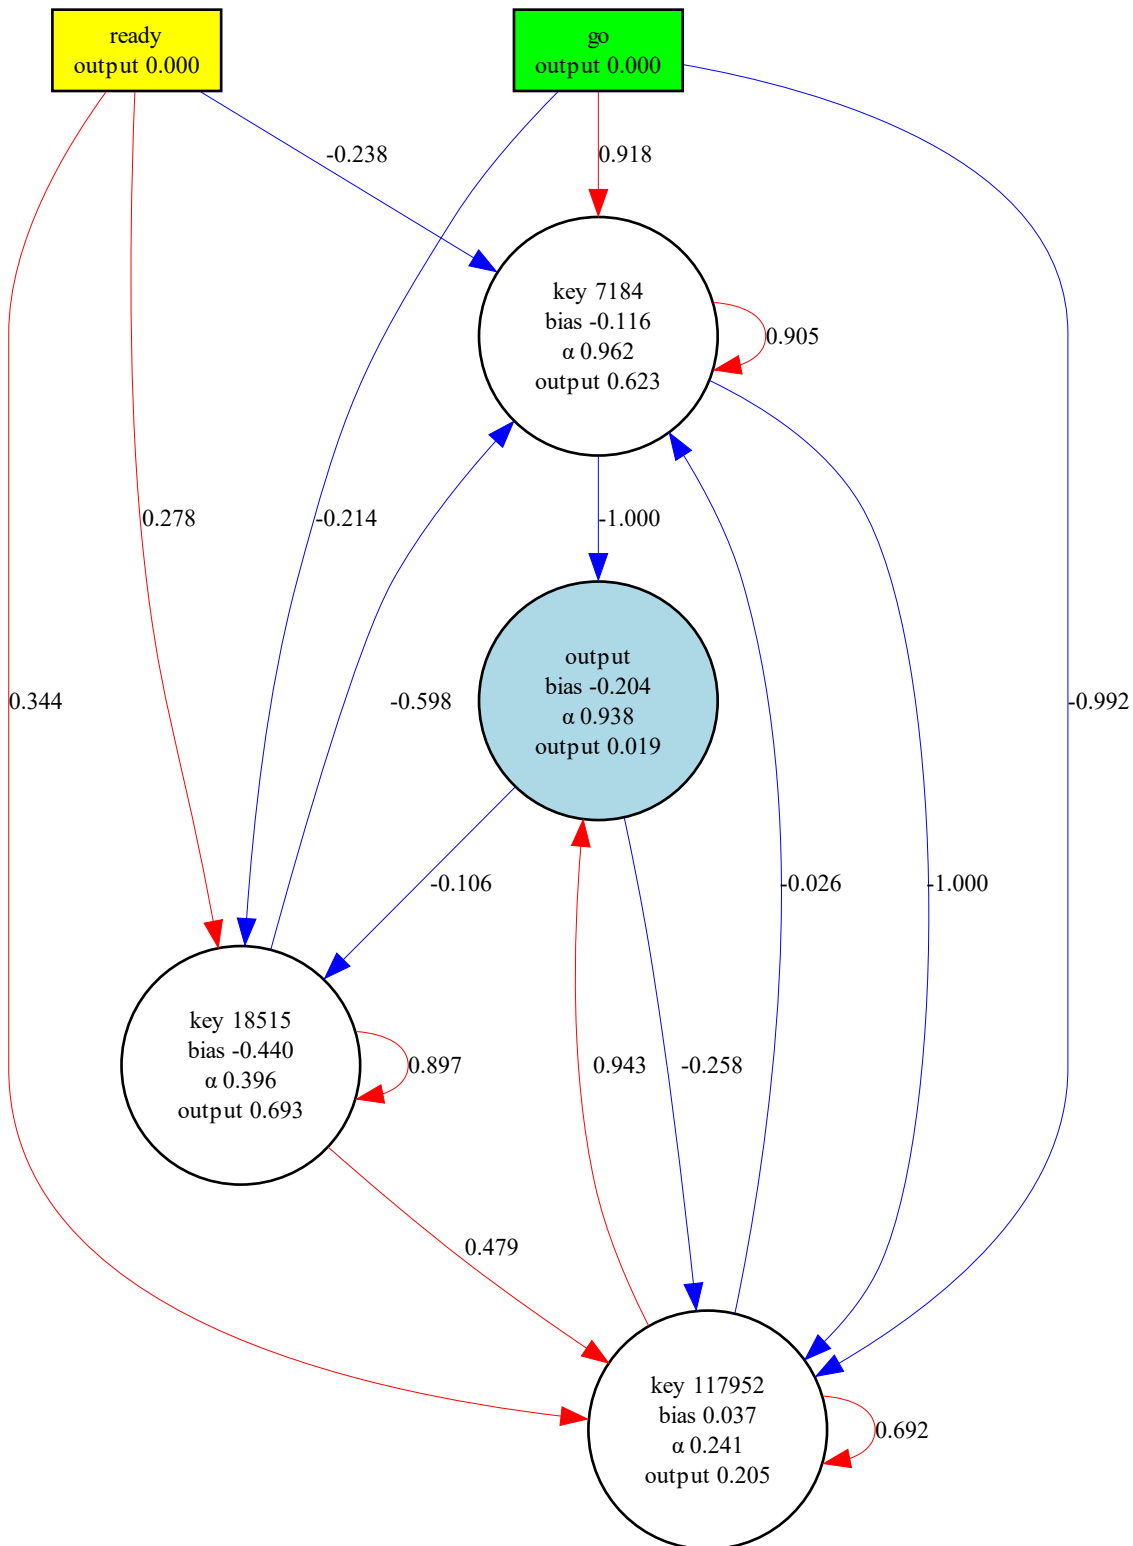 ready
output 0.000
go
output 0.000
-0.238
0.918
key 7184
bias -0.116
α 0.962
output 0.623
0.905
0.278
-0.214
-1.000
output
bias -0.204
α 0.938
output 0.019
0.344
-0.598
-0.992
-0.106
-0.026
-1.000
key 18515
bias -0.440
α 0.396
output 0.693
0.897
0.943
-0.258
0.479
key 117952
bias 0.037
α 0.241
output 0.205
0.692